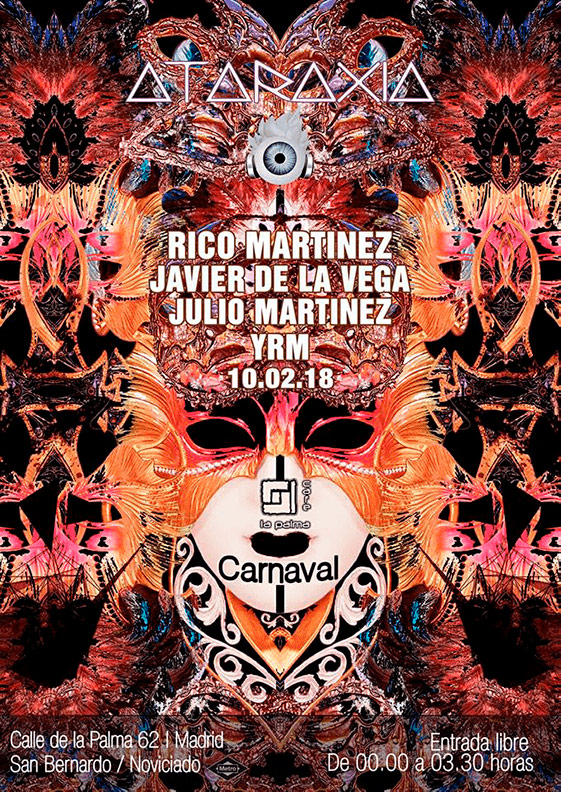 ATARAXIA
RICO MARTINEZ
JAVIER DE LA VEGA
JULIO MARTINEZ
YRM
10.02.18
café
la palma
Carnaval
Calle de la Palma 62 | Madrid
San Bernardo / Noviciado
Metro
Entrada libre
De 00.00 a 03.30 horas